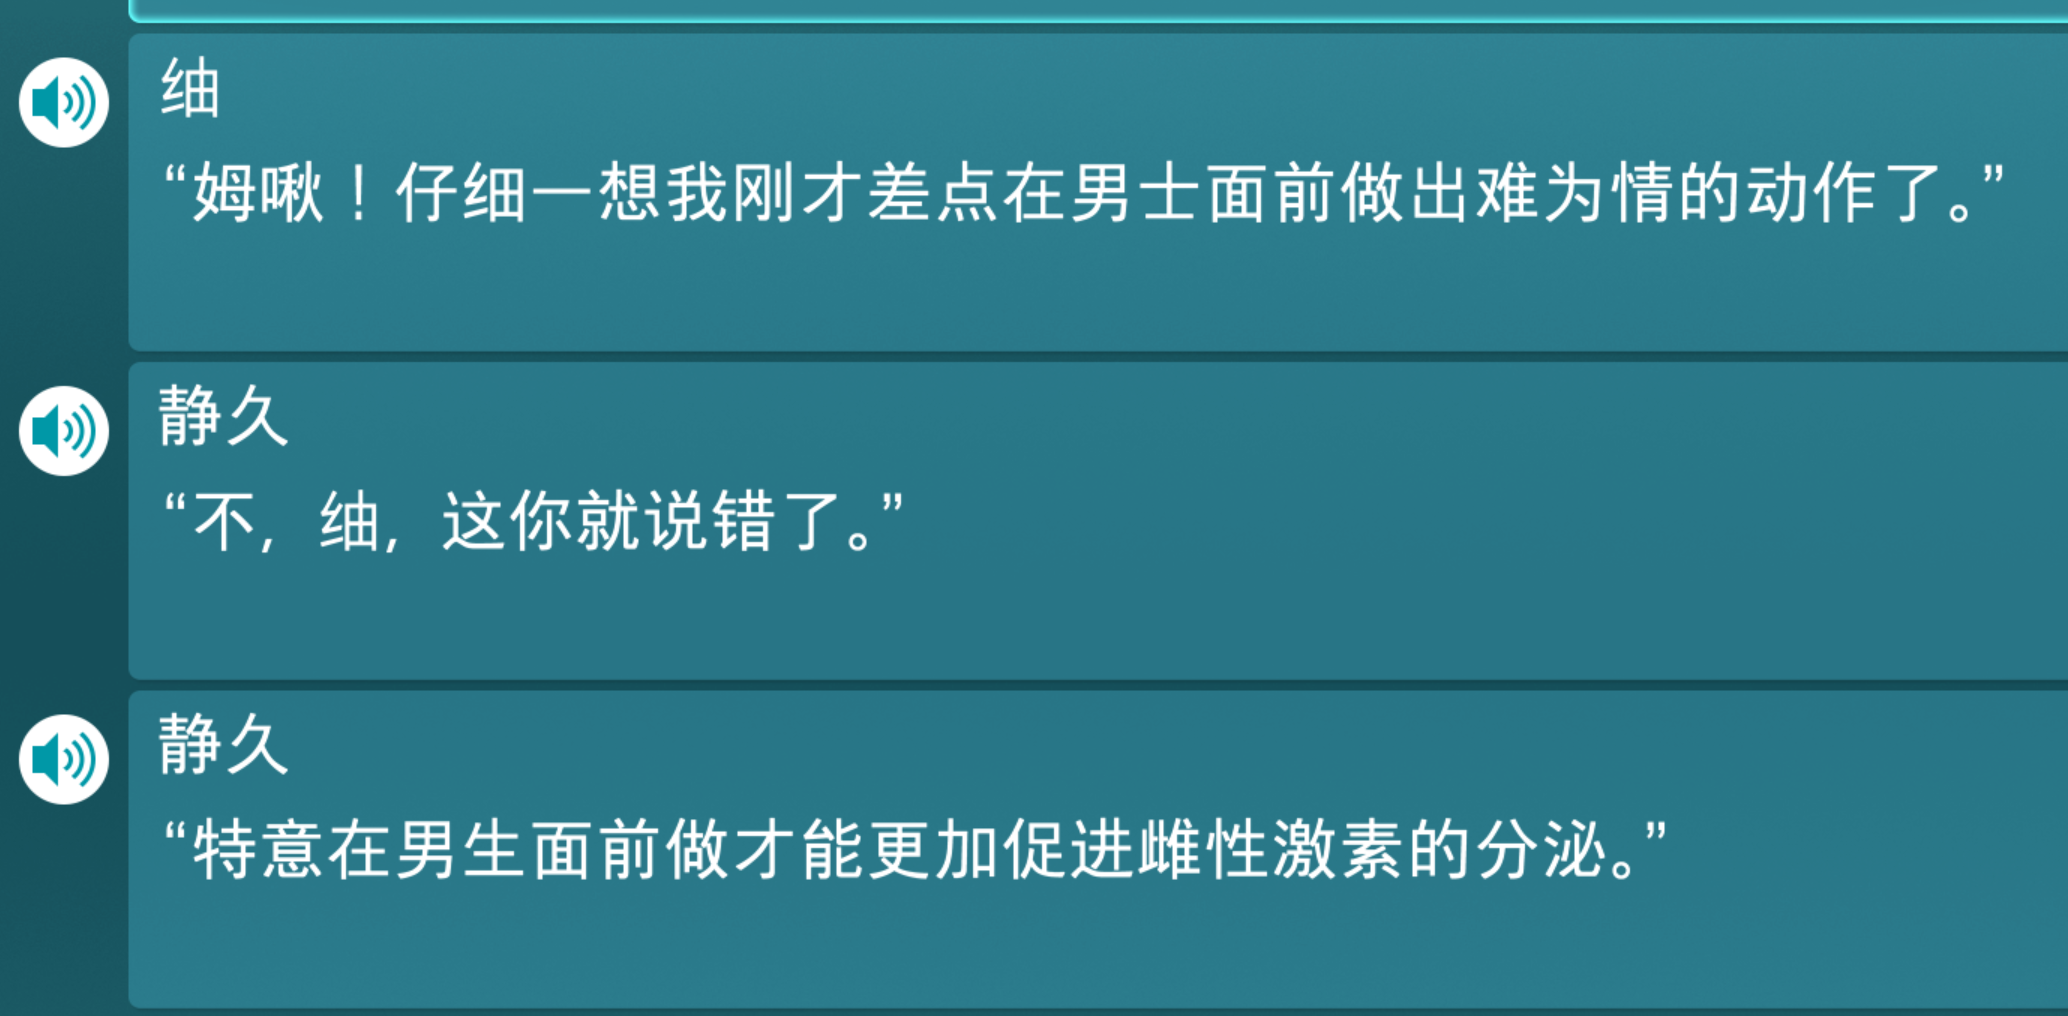 紬
“姆啾！仔细一想我刚才差点在男士面前做出难为情的动作了。”
静久
“不，紬，这你就说错了。”
静久
“特意在男生面前做才能更加促进雌性激素的分泌。”